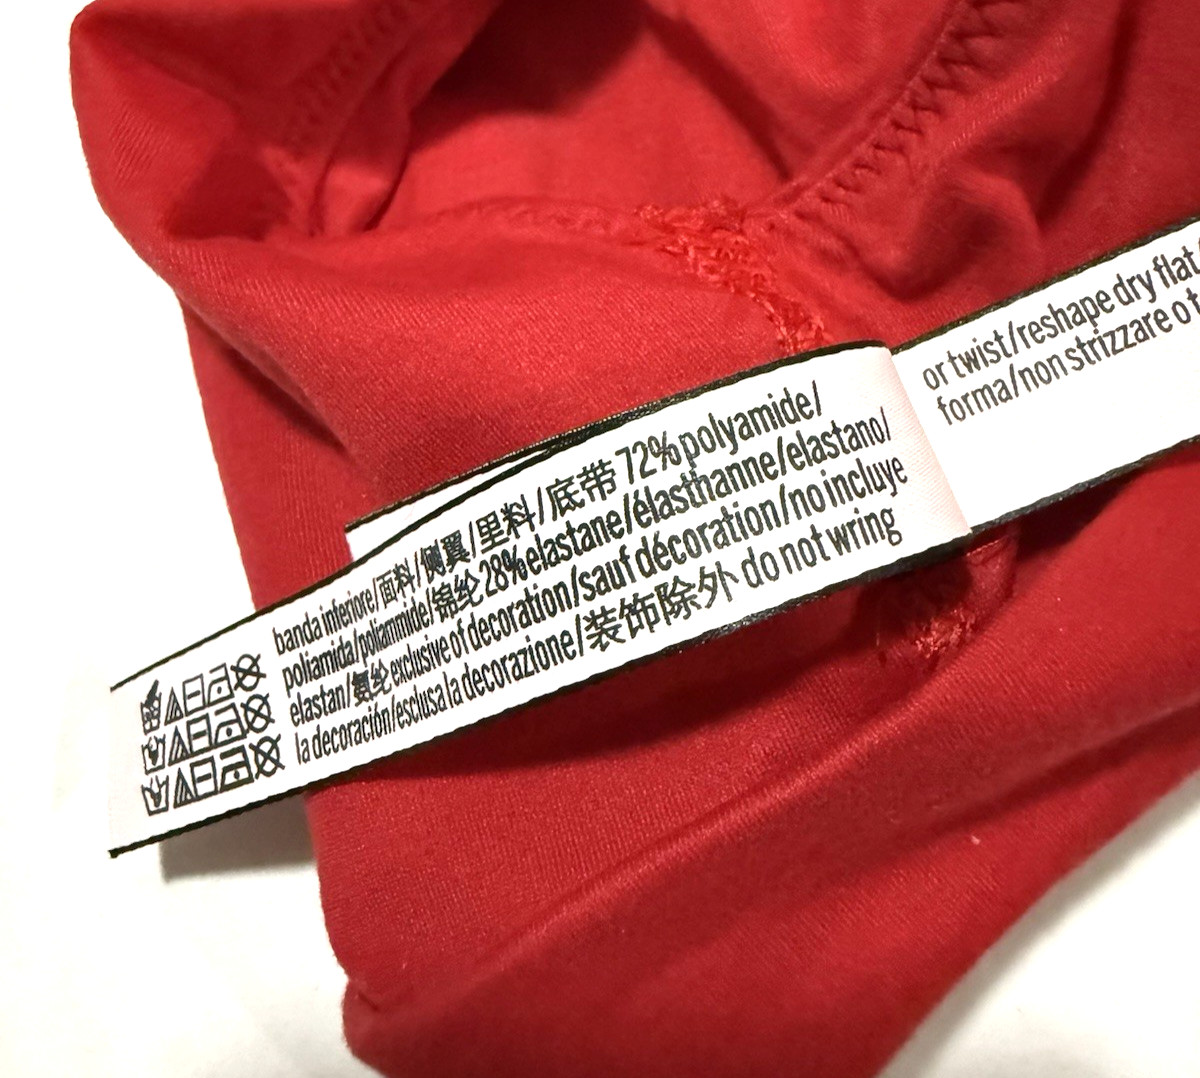 banda inferiore/面料/侧翼/里料/底带 72% polyamide/
poliamida/poliammide/锦纶 28% elastane/élasthanne/elastano/
elastan/氨纶 exclusive of decoration/sauf décoration/no incluye
la decoración/esclusa la decorazione/装饰除外 do not wring
or twist/reshape dry flat
forma/non strizzare o